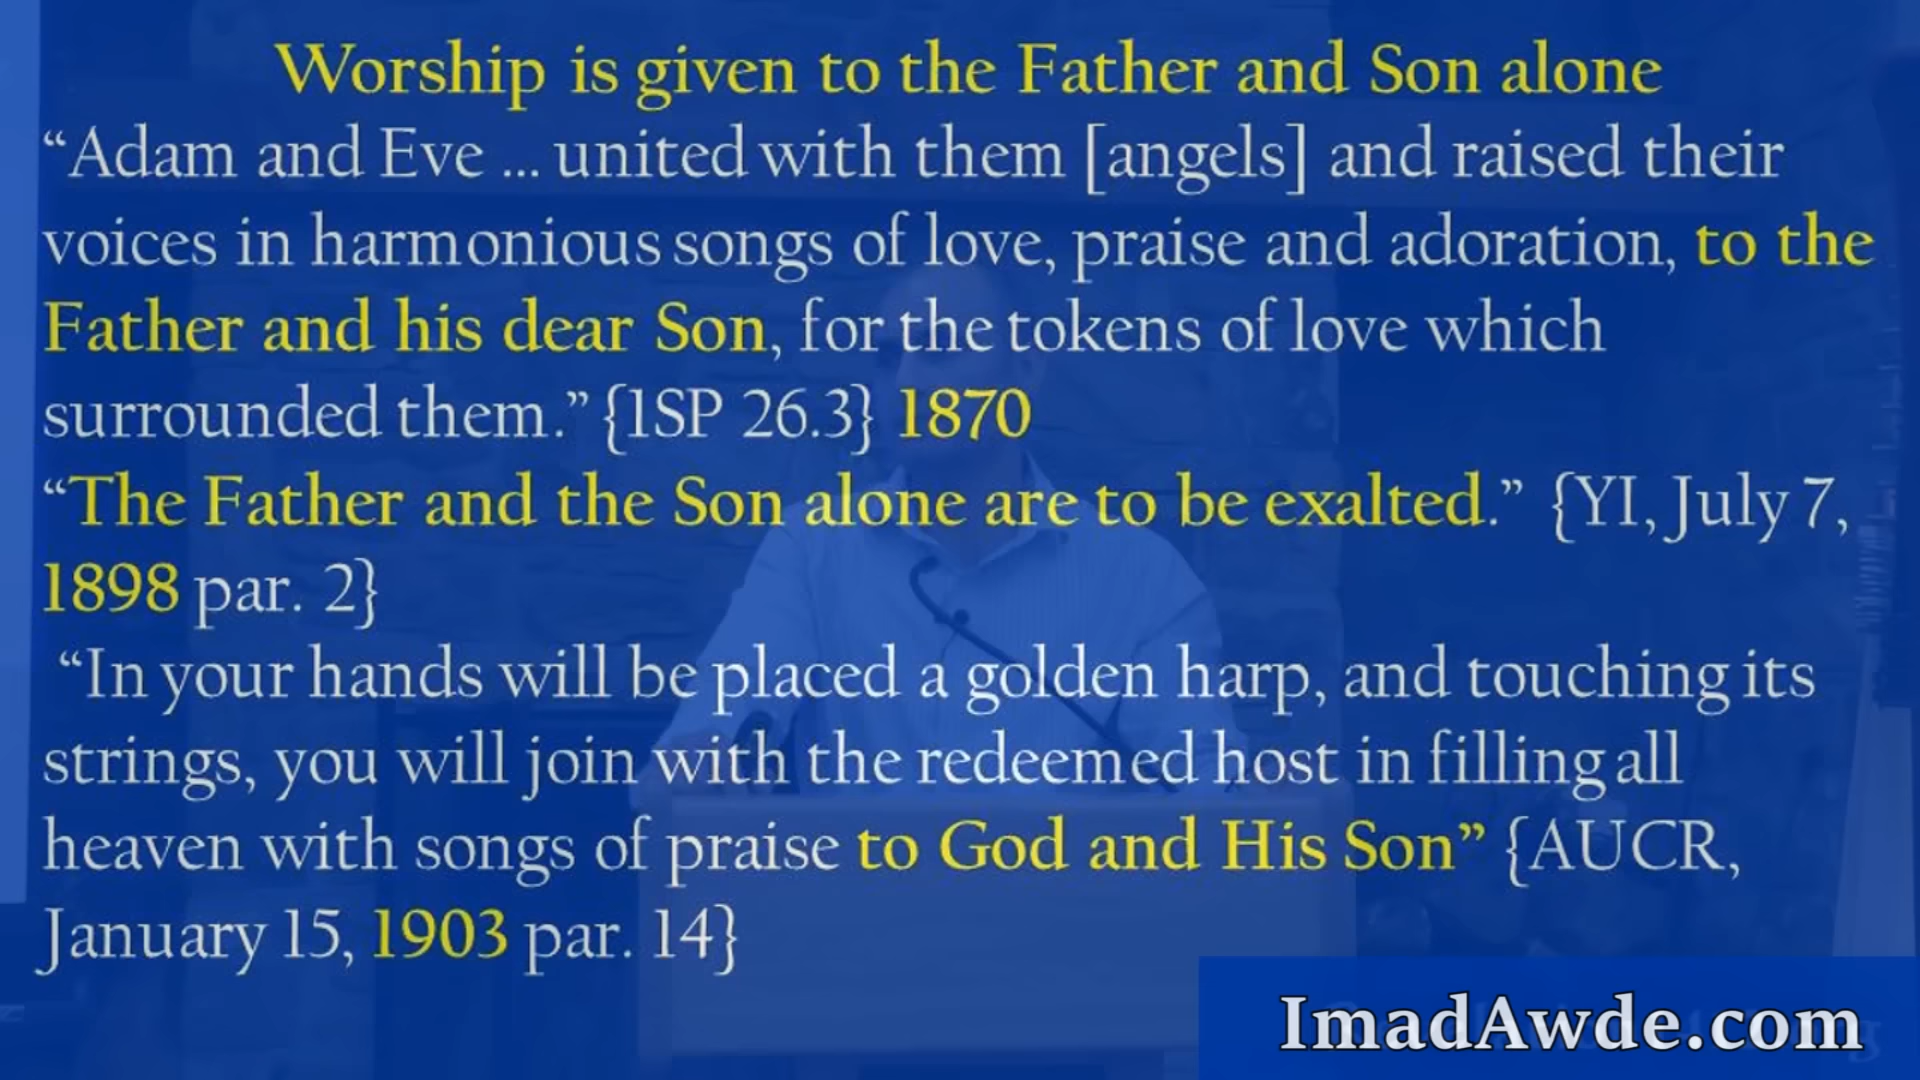 Worship is given to the Father and Son alone
“Adam and Eve ... united with them [angels] and raised their
voices in harmonious songs of love, praise and adoration, to the
Father and his dear Son, for the tokens of love which
surrounded them.” {1SP 26.3} 1870
“The Father and the Son alone are to be exalted.” {YI, July 7,
1898 par. 2}
“In your hands will be placed a golden harp, and touching its
strings, you will join with the redeemed host in filling all
heaven with songs of praise to God and His Son” {AUCR,
January 15, 1903 par. 14}
ImadAwde.com